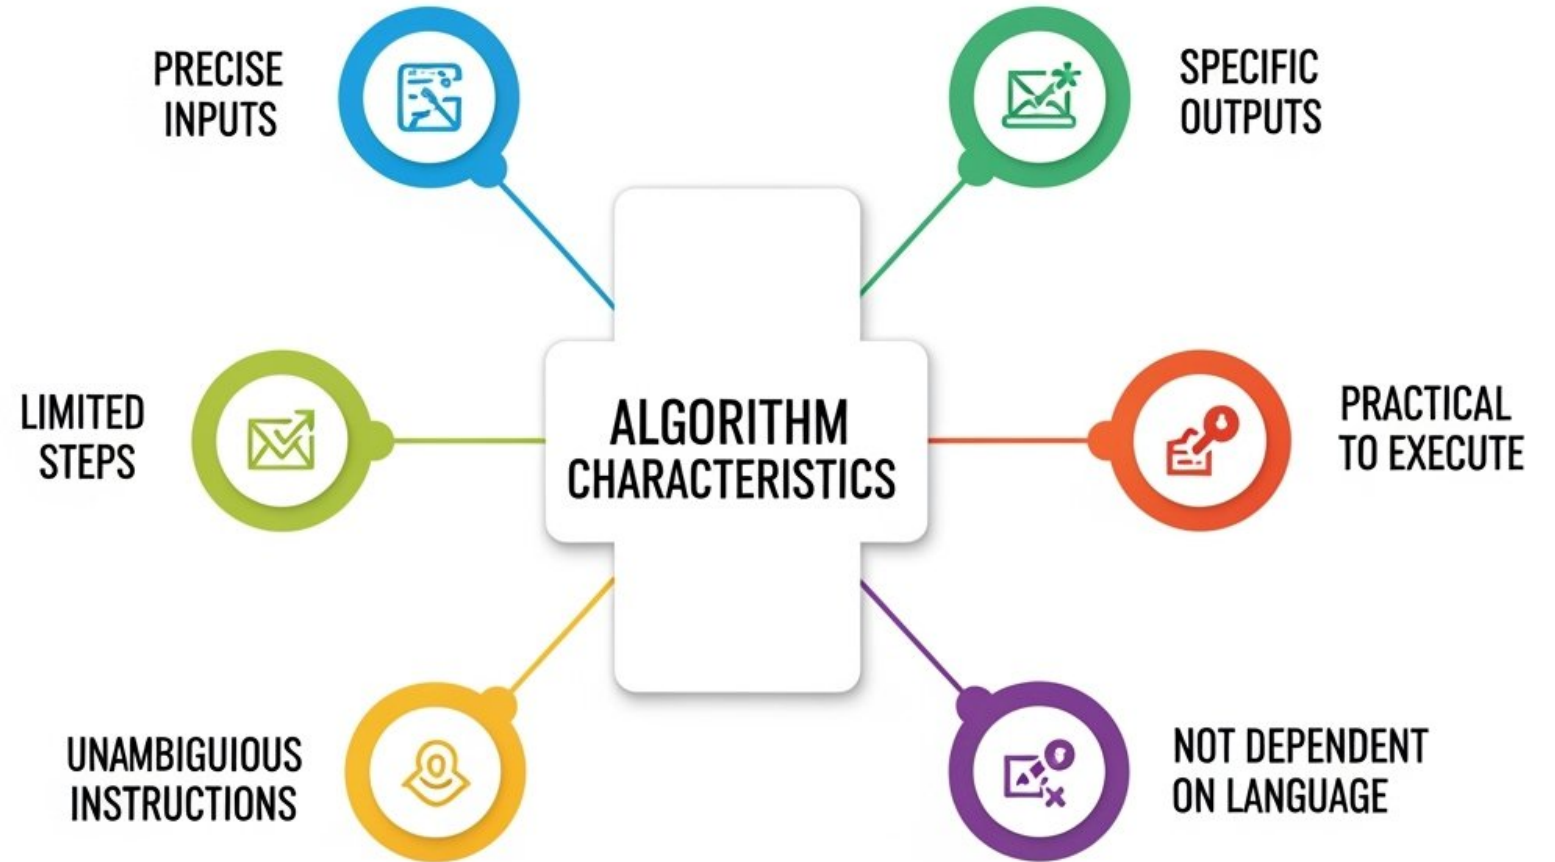 PRECISE
INPUTS
SPECIFIC
OUTPUTS
LIMITED
STEPS
ALGORITHM
CHARACTERISTICS
PRACTICAL
TO EXECUTE
UNAMBIGUIOUS
INSTRUCTIONS
NOT DEPENDENT
ON LANGUAGE